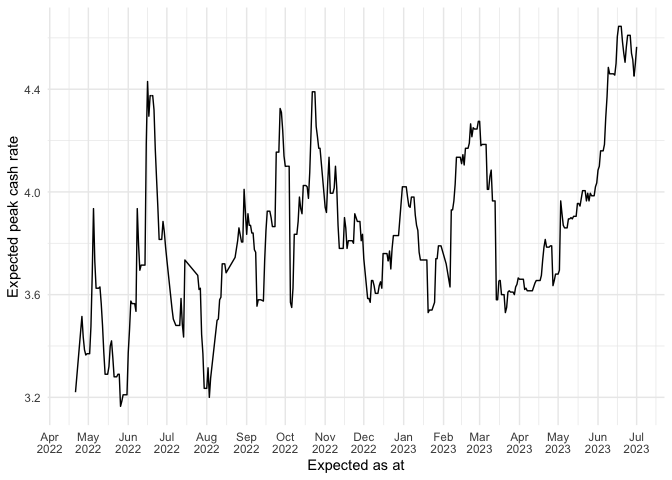 Expected peak cash rate
4.4
4.0
3.6
3.2
Apr May Jun Jul Aug Sep Oct Nov Dec Jan Feb Mar Apr May Jun Jul
2022 2022 2022 2022 2022 2022 2022 2022 2022 2023 2023 2023 2023 2023 2023 2023
Expected as at